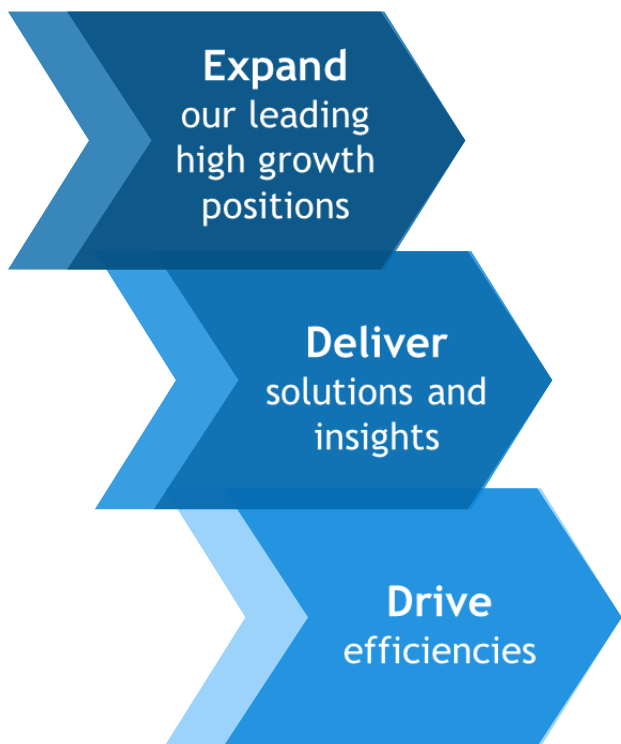 Expand
our leading
high growth
positions
Deliver
solutions and
insights
Drive
efficiencies